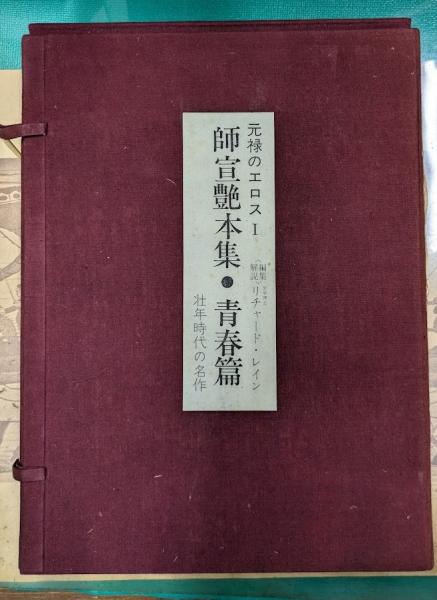 元禄のエロスⅠ
師宣艶本集●青春篇
〈編集
解説〉
リチャード・レイン
壮年時代の名作